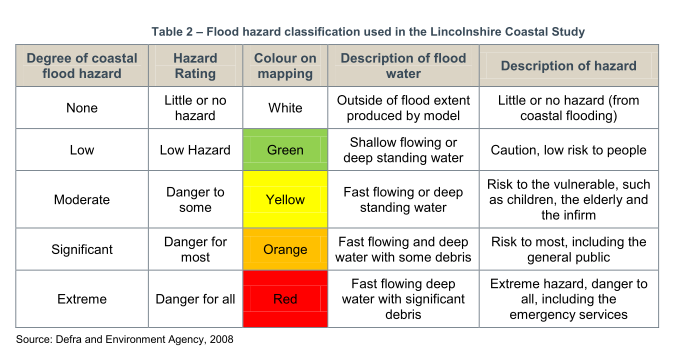 Table 2 – Flood hazard classification used in the Lincolnshire Coastal Study
Degree of coastal flood hazard | Hazard Rating | Colour on mapping | Description of flood water | Description of hazard
None | Little or no hazard | White | Outside of flood extent produced by model | Little or no hazard (from coastal flooding)
Low | Low Hazard | Green | Shallow flowing or deep standing water | Caution, low risk to people
Moderate | Danger to some | Yellow | Fast flowing or deep standing water | Risk to the vulnerable, such as children, the elderly and the infirm
Significant | Danger for most | Orange | Fast flowing and deep water with some debris | Risk to most, including the general public
Extreme | Danger for all | Red | Fast flowing deep water with significant debris | Extreme hazard, danger to all, including the emergency services
Source: Defra and Environment Agency, 2008